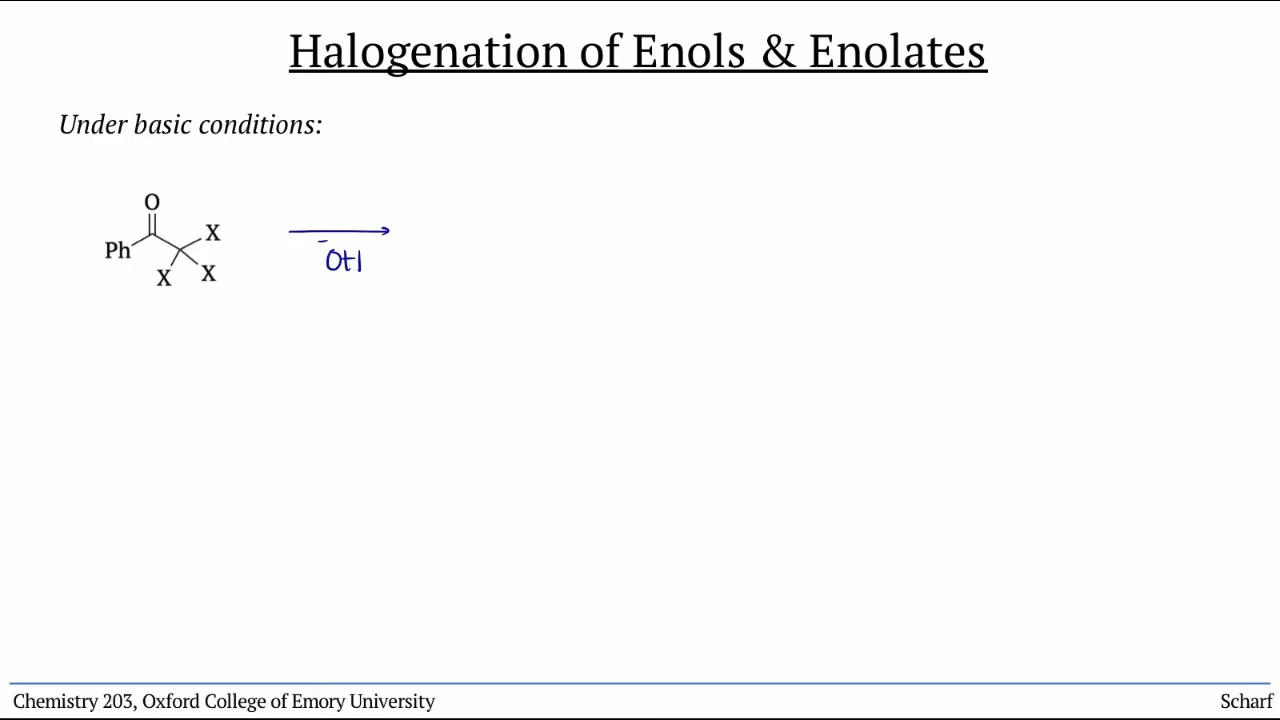 Halogenation of Enols & Enolates
Under basic conditions:
O
Ph
X
X
X
⁻OH
Chemistry 203, Oxford College of Emory University
Scharf